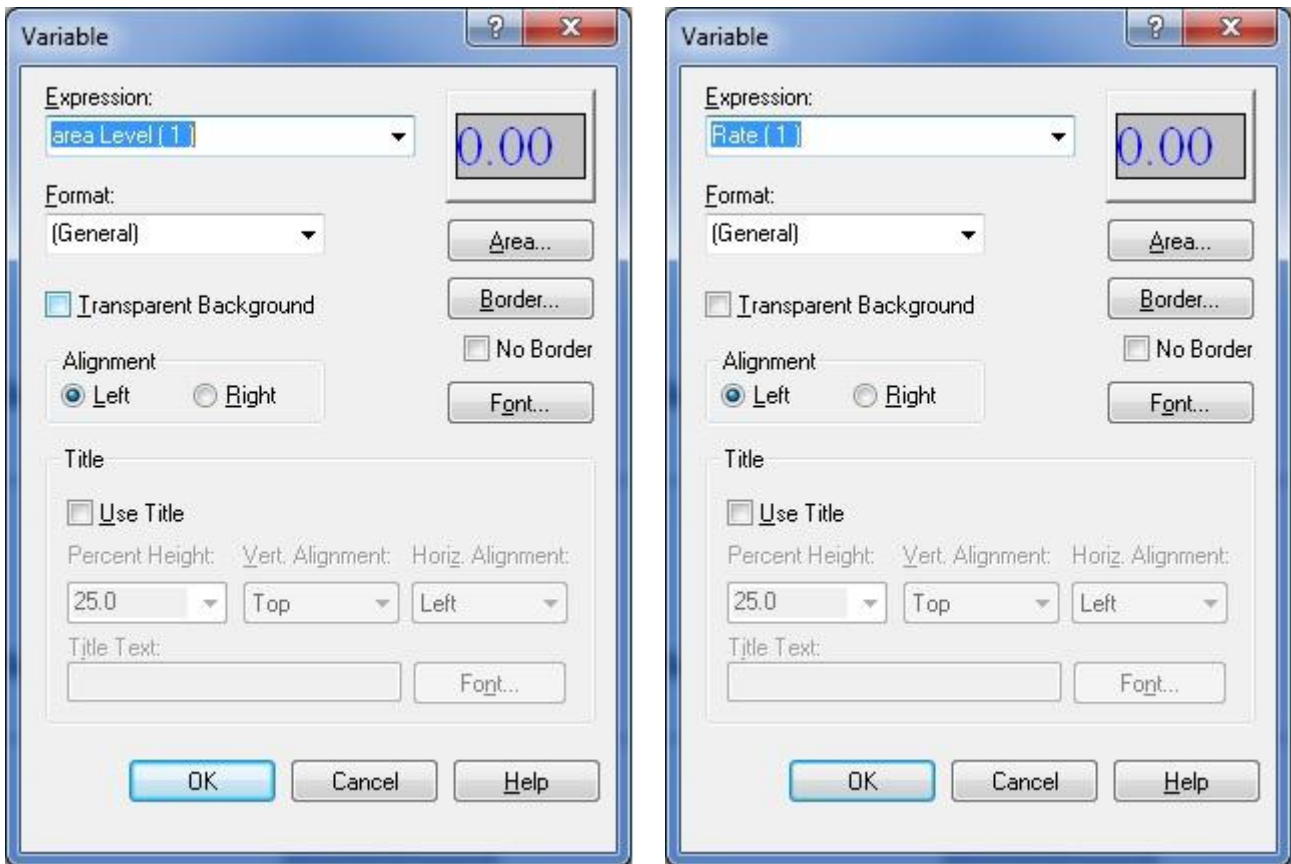 Variable
?
X
Expression:
area Level ( 1 )
0.00
Format:
(General)
Area...
Transparent Background
Border...
No Border
Alignment
Left Right
Font...
Title
Use Title
Percent Height: Vert. Alignment: Horiz. Alignment:
25.0 Top Left
Title Text:
Font...
OK Cancel Help
Variable
?
X
Expression:
Rate ( 1 )
0.00
Format:
(General)
Area...
Transparent Background
Border...
No Border
Alignment
Left Right
Font...
Title
Use Title
Percent Height: Vert. Alignment: Horiz. Alignment:
25.0 Top Left
Title Text:
Font...
OK Cancel Help